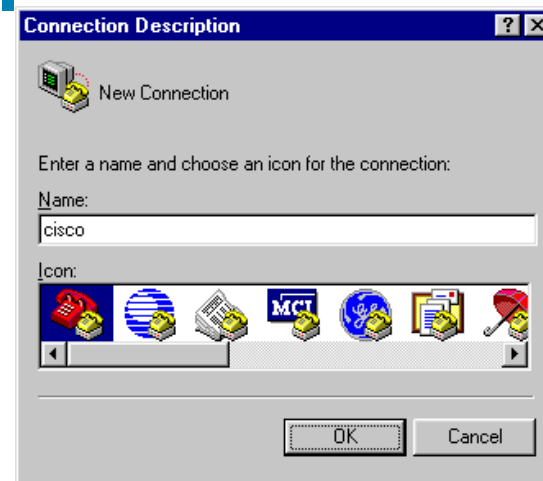 Connection Description
New Connection
Enter a name and choose an icon for the connection:
Name:
cisco
Icon:
MCI
OK
Cancel